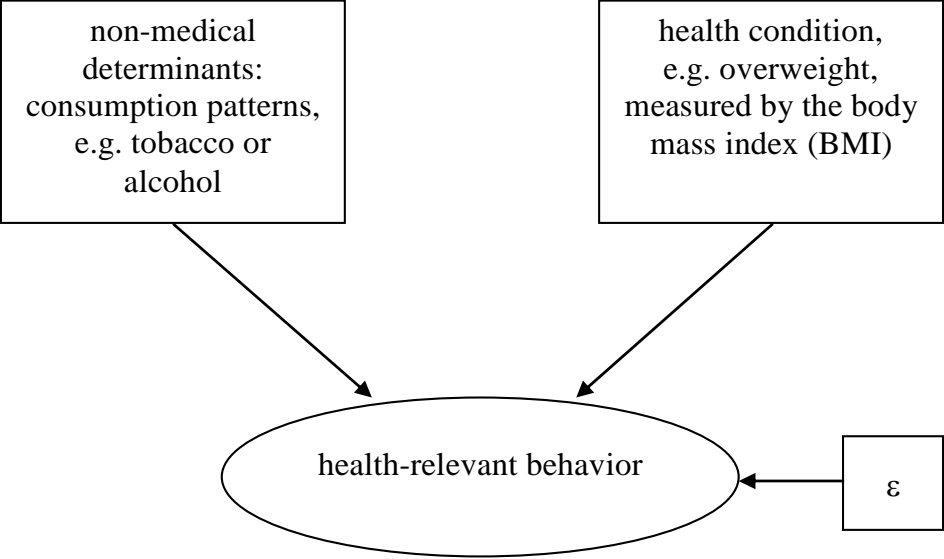 non-medical
determinants:
consumption patterns,
e.g. tobacco or
alcohol
health condition,
e.g. overweight,
measured by the body
mass index (BMI)
health-relevant behavior
ε